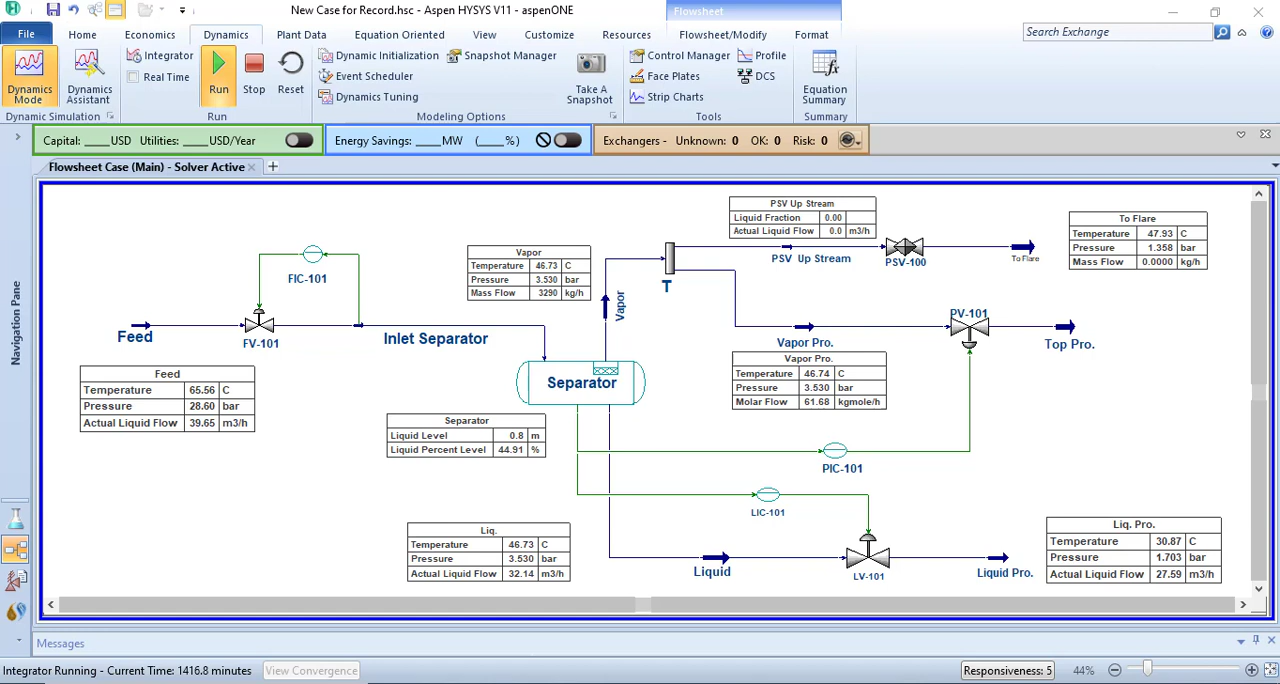 New Case for Record.hsc - Aspen HYSYS V11 - aspenONE
Flowsheet
File Home Economics Dynamics Plant Data Equation Oriented View Customize Resources Flowsheet/Modify Format
Search Exchange
Dynamics Mode
Dynamics Assistant
Dynamic Simulation
Integrator
Real Time
Run
Stop
Reset
Run
Dynamic Initialization
Event Scheduler
Dynamic Tuning
Snapshot Manager
Take A Snapshot
Modeling Options
Control Manager
Face Plates
Strip Charts
Profile
DCS
Tools
Equation Summary
Summary
Capital: ____ USD Utilities: ____ USD/Year
Energy Savings: ____ MW (____ %)
Exchangers - Unknown: 0 OK: 0 Risk: 0
Flowsheet Case (Main) - Solver Active
Navigation Pane
PSV Up Stream
Liquid Fraction 0.00
Actual Liquid Flow 0.0 m3/h
To Flare
Temperature 47.93 C
Pressure 1.358 bar
Mass Flow 0.0000 kg/h
Vapor
Temperature 46.73 C
Pressure 3.530 bar
Mass Flow 3290 kg/h
PSV Up Stream
PSV-100
To Flare
FIC-101
T
Vapor
Feed
FV-101
Inlet Separator
Vapor Pro.
PV-101
Top Pro.
Feed
Temperature 65.56 C
Pressure 28.60 bar
Actual Liquid Flow 39.65 m3/h
Separator
Vapor Pro.
Temperature 46.74 C
Pressure 3.530 bar
Molar Flow 61.68 kgmole/h
Separator
Liquid Level 0.8 m
Liquid Percent Level 44.91 %
PIC-101
LIC-101
Liq.
Temperature 46.73 C
Pressure 3.530 bar
Actual Liquid Flow 32.14 m3/h
Liquid
LV-101
Liquid Pro.
Liq. Pro.
Temperature 30.87 C
Pressure 1.703 bar
Actual Liquid Flow 27.59 m3/h
Messages
Integrator Running - Current Time: 1416.8 minutes
View Convergence
Responsiveness: 5
44%